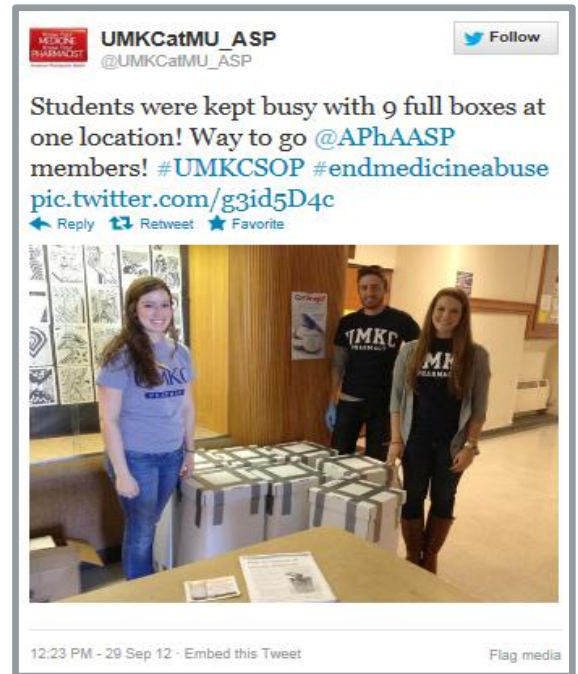 UMKCatMU_ASP
@UMKCatMU_ASP
Follow
Students were kept busy with 9 full boxes at
one location! Way to go @APhAASP
members! #UMKCSOP #endmedicineabuse
pic.twitter.com/g3id5D4c
Reply Retweet Favorite
UMKC
UMKC
PHARMACY
UMK
PHARMAC
12:23 PM - 29 Sep 12 · Embed this Tweet
Flag media